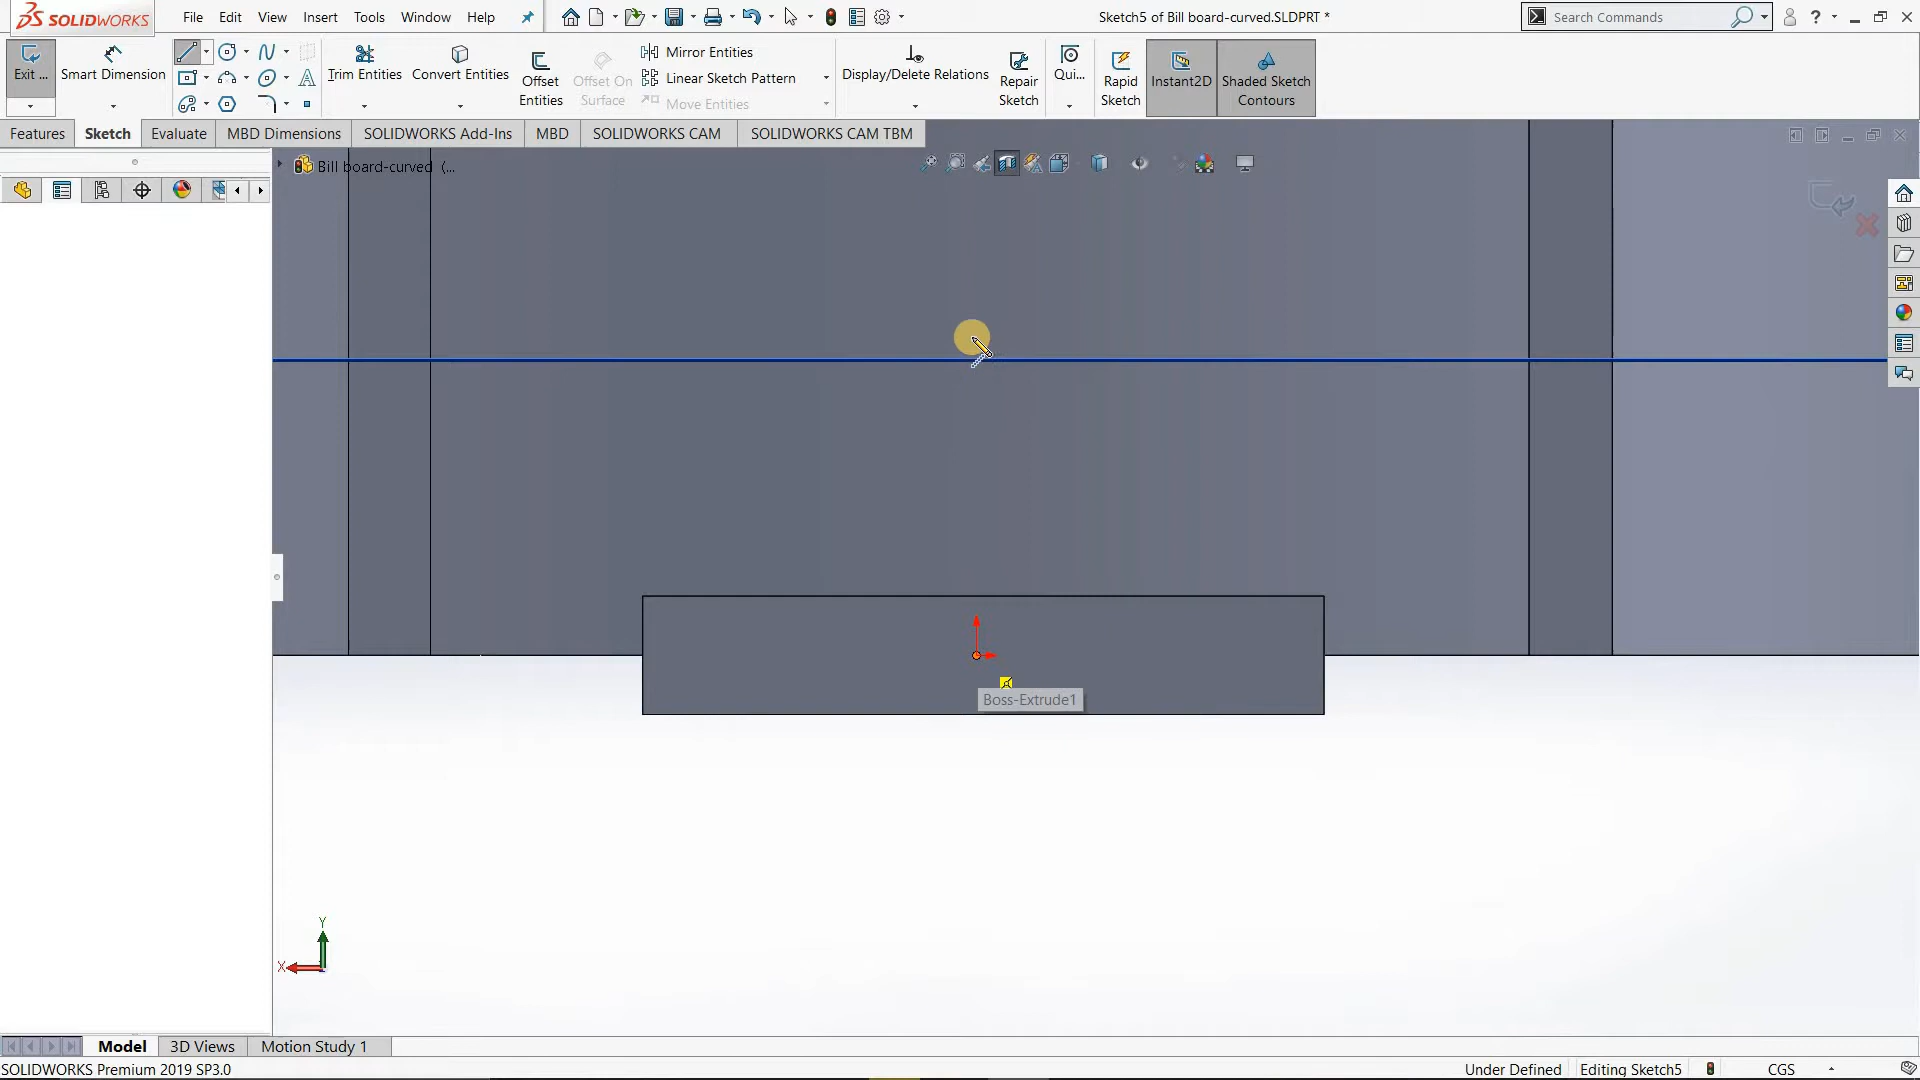 SOLIDWORKS File Edit View Insert Tools Window Help Sketch5 of Bill board-curved.SLDPRT * Search Commands ?
Exit ... Smart Dimension Trim Entities Convert Entities Offset Entities Offset On Surface Mirror Entities Linear Sketch Pattern Move Entities Display/Delete Relations Repair Sketch Qui... Rapid Sketch Instant2D Shaded Sketch Contours
Features Sketch Evaluate MBD Dimensions SOLIDWORKS Add-Ins MBD SOLIDWORKS CAM SOLIDWORKS CAM TBM
Bill board-curved (...
Boss-Extrude1
Y
X
Model 3D Views Motion Study 1
SOLIDWORKS Premium 2019 SP3.0 Under Defined Editing Sketch5 CGS